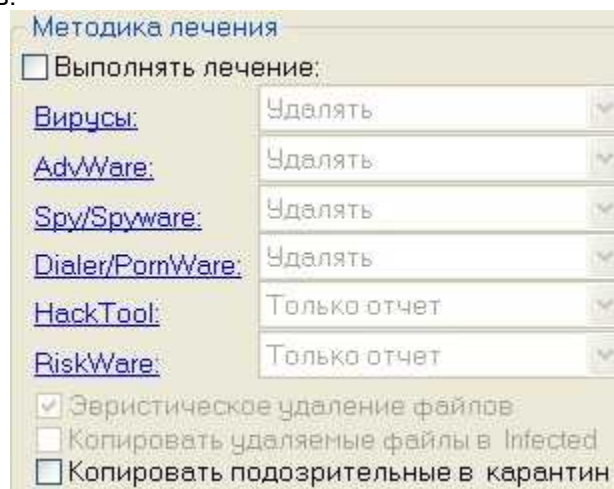 Методика лечения
Выполнять лечение:
Вирусы: Удалять
AdvWare: Удалять
Spy/Spyware: Удалять
Dialer/PornWare: Удалять
HackTool: Только отчет
RiskWare: Только отчет
Эвристическое удаление файлов
Копировать удаляемые файлы в Infected
Копировать подозрительные в карантин